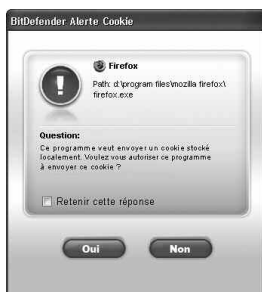 BitDefender Alerte Cookie
Firefox
Path: d:\program files\mozilla firefox\
firefox.exe
Question:
Ce programme veut envoyer un cookie stocké
localement. Voulez vous autoriser ce programme
à envoyer ce cookie ?
Retenir cette réponse
Oui
Non